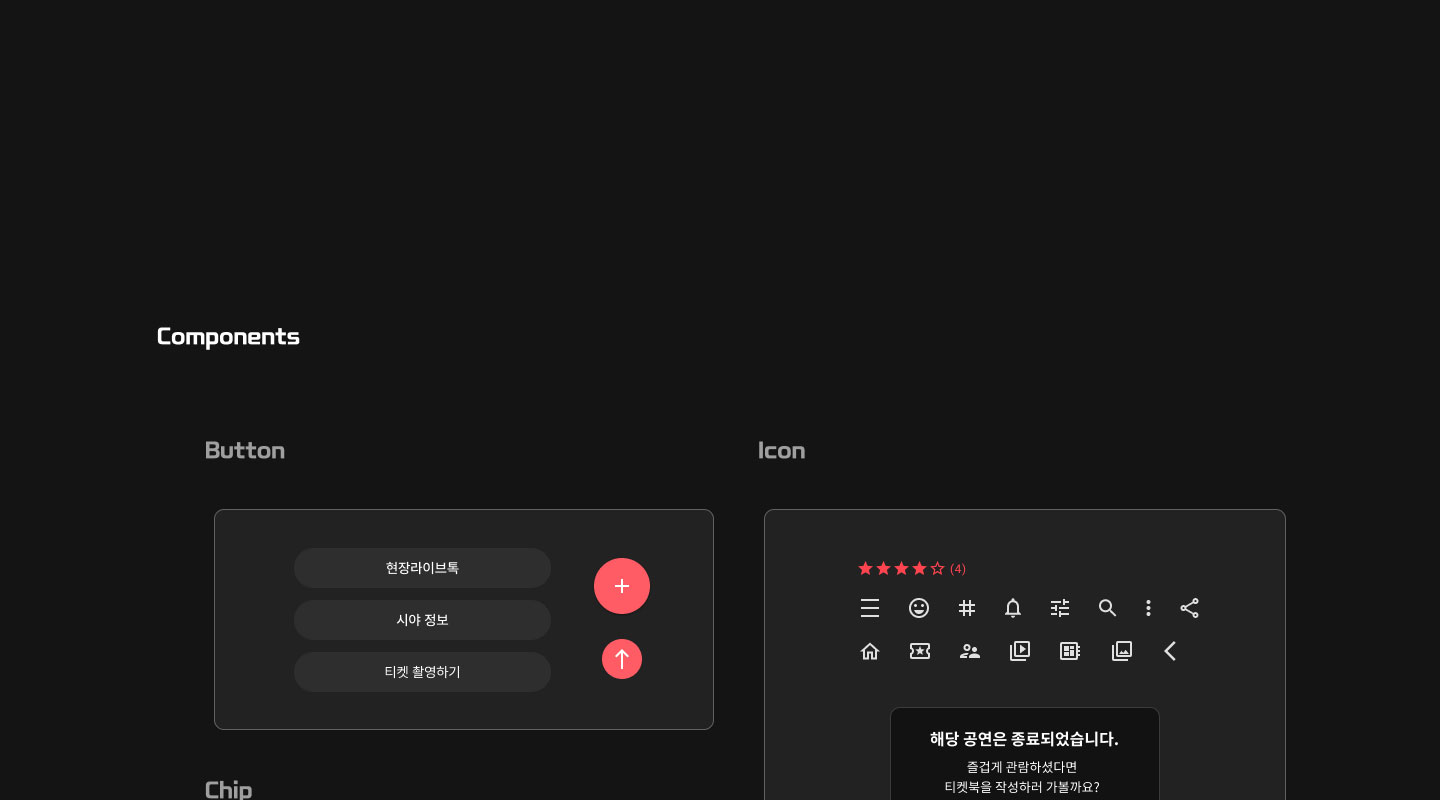 Components
Button
Icon
현장라이브톡
시야 정보
티켓 촬영하기
(4)
해당 공연은 종료되었습니다.
즐겁게 관람하셨다면
티켓북을 작성하러 가볼까요?
Chip